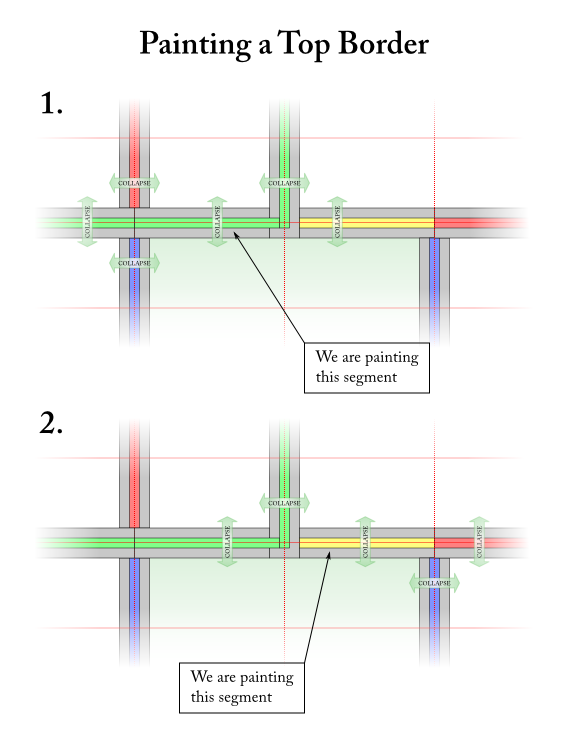 Painting a Top Border
1.
COLLAPSE
COLLAPSE
COLLAPSE
COLLAPSE
COLLAPSE
COLLAPSE
We are painting
this segment
2.
COLLAPSE
COLLAPSE
COLLAPSE
COLLAPSE
COLLAPSE
We are painting
this segment